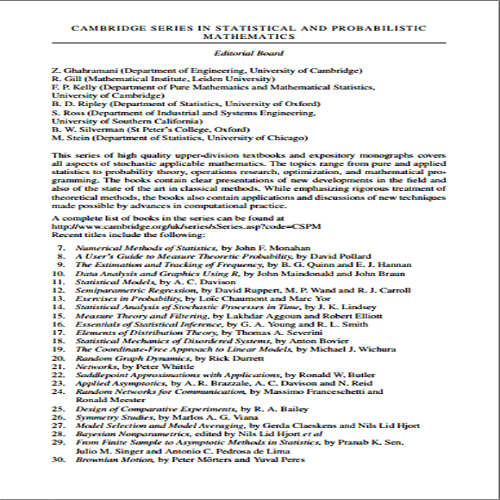 CAMBRIDGE SERIES IN STATISTICAL AND PROBABILISTIC
MATHEMATICS
Editorial Board
Z. Ghahramani (Department of Engineering, University of Cambridge)
R. Gill (Mathematical Institute, Leiden University)
F. P. Kelly (Department of Pure Mathematics and Mathematical Statistics,
University of Cambridge)
B. D. Ripley (Department of Statistics, University of Oxford)
S. Ross (Department of Industrial and Systems Engineering,
University of Southern California)
B. W. Silverman (St Peter's College, Oxford)
M. Stein (Department of Statistics, University of Chicago)
This series of high quality upper-division textbooks and expository monographs covers
all aspects of stochastic applicable mathematics. The topics range from pure and applied
statistics to probability theory, operations research, optimization, and mathematical pro-
gramming. The books contain clear presentations of new developments in the field and
also of the state of the art in classical methods. While emphasizing rigorous treatment of
theoretical methods, the books also contain applications and discussions of new techniques
made possible by advances in computational practice.
A complete list of books in the series can be found at
http://www.cambridge.org/uk/series/sSeries.asp?code=CSPM
Recent titles include the following:
7. Numerical Methods of Statistics, by John F. Monahan
8. A User's Guide to Measure Theoretic Probability, by David Pollard
9. The Estimation and Tracking of Frequency, by B. G. Quinn and E. J. Hannan
10. Data Analysis and Graphics Using R, by John Maindonald and John Braun
11. Statistical Models, by A. C. Davison
12. Semiparametric Regression, by David Ruppert, M. P. Wand and R. J. Carroll
13. Exercises in Probability, by Loïc Chaumont and Marc Yor
14. Statistical Analysis of Stochastic Processes in Time, by J. K. Lindsey
15. Measure Theory and Filtering, by Lakhdar Aggoun and Robert Elliott
16. Essentials of Statistical Inference, by G. A. Young and R. L. Smith
17. Elements of Distribution Theory, by Thomas A. Severini
18. Statistical Mechanics of Disordered Systems, by Anton Bovier
19. The Coordinate-Free Approach to Linear Models, by Michael J. Wichura
20. Random Graph Dynamics, by Rick Durrett
21. Networks, by Peter Whittle
22. Saddlepoint Approximations with Applications, by Ronald W. Butler
23. Applied Asymptotics, by A. R. Brazzale, A. C. Davison and N. Reid
24. Random Networks for Communication, by Massimo Franceschetti and
Ronald Meester
25. Design of Comparative Experiments, by R. A. Bailey
26. Symmetry Studies, by Marlos A. G. Viana
27. Model Selection and Model Averaging, by Gerda Claeskens and Nils Lid Hjort
28. Bayesian Nonparametrics, edited by Nils Lid Hjort et al
29. From Finite Sample to Asymptotic Methods in Statistics, by Pranab K. Sen,
Julio M. Singer and Antonio C. Pedrosa de Lima
30. Brownian Motion, by Peter Mörters and Yuval Peres